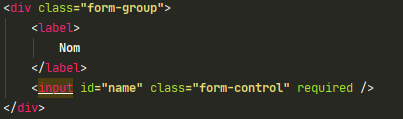 <div class="form-group">
<label>
Nom
</label>
<input id="name" class="form-control" required />
</div>